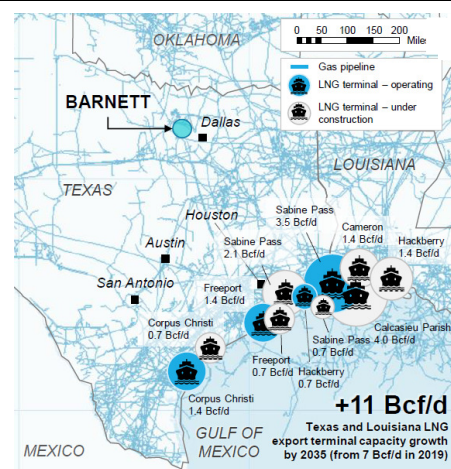 OKLAHOMA
0 50 100 150 200
Miles
Gas pipeline
LNG terminal – operating
LNG terminal – under
construction
BARNETT
Dallas
LOUISIANA
TEXAS
Houston
Sabine Pass
3.5 Bcf/d
Cameron
1.4 Bcf/d
Hackberry
1.4 Bcf/d
Sabine Pass
2.1 Bcf/d
Austin
San Antonio
Freeport
1.4 Bcf/d
Corpus Christi
0.7 Bcf/d
Calcasieu Parish
4.0 Bcf/d
Sabine Pass
0.7 Bcf/d
Freeport
0.7 Bcf/d
Hackberry
0.7 Bcf/d
Corpus Christi
1.4 Bcf/d
+11 Bcf/d
Texas and Louisiana LNG
export terminal capacity growth
by 2035 (from 7 Bcf/d in 2019)
GULF OF
MEXICO
MEXICO